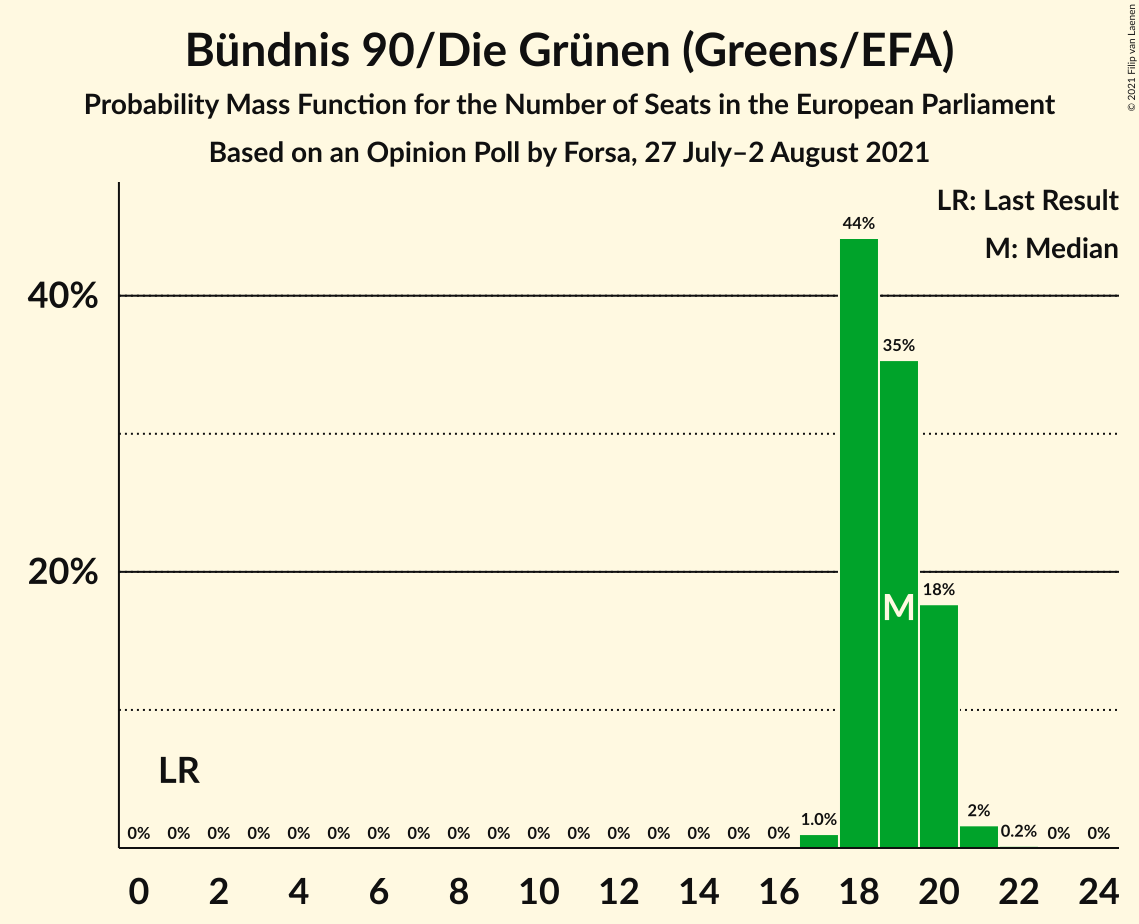 Bündnis 90/Die Grünen (Greens/EFA)
Probability Mass Function for the Number of Seats in the European Parliament
Based on an Opinion Poll by Forsa, 27 July–2 August 2021
© 2021 Filip van Laenen
LR: Last Result
M: Median
44%
40%
35%
20%
18%
M
LR
2%
1.0%
0.2%
0% 0% 0% 0% 0% 0% 0% 0% 0% 0% 0% 0% 0% 0% 0% 0% 0% 0% 0%
0 2 4 6 8 10 12 14 16 18 20 22 24